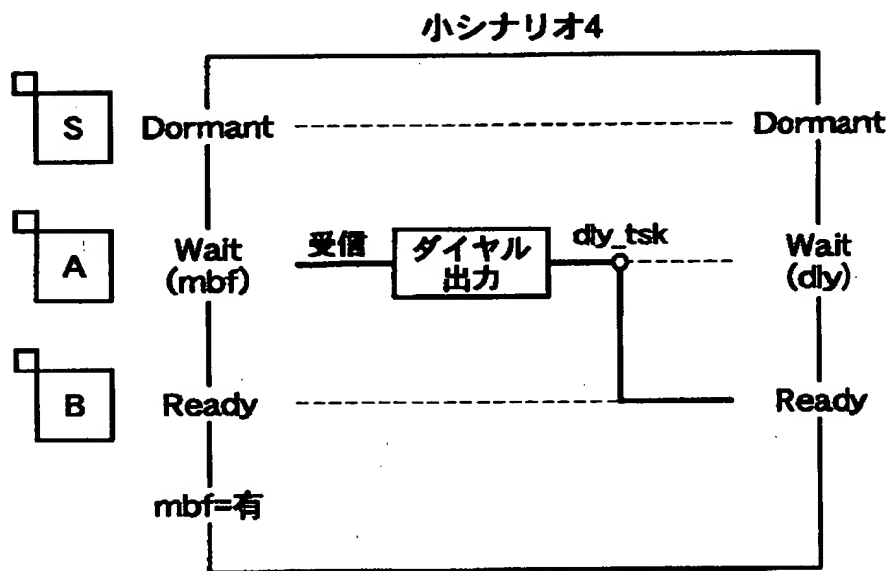 小シナリオ4
S
Dormant
Dormant
A
Wait
(mbf)
受信
ダイヤル
出力
dly_tsk
Wait
(dly)
B
Ready
Ready
mbf=有